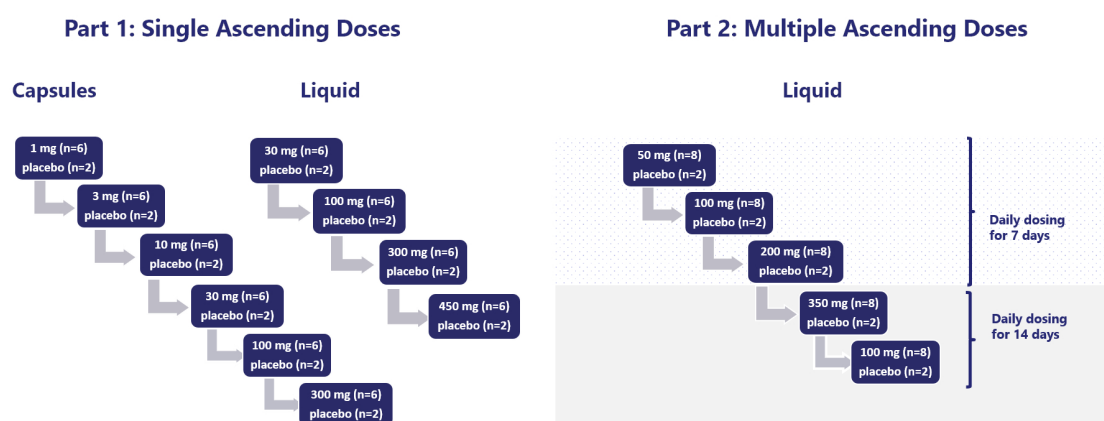 Part 1: Single Ascending Doses
Capsules
1 mg (n=6)
placebo (n=2)
3 mg (n=6)
placebo (n=2)
10 mg (n=6)
placebo (n=2)
30 mg (n=6)
placebo (n=2)
100 mg (n=6)
placebo (n=2)
300 mg (n=6)
placebo (n=2)
Liquid
30 mg (n=6)
placebo (n=2)
100 mg (n=6)
placebo (n=2)
300 mg (n=6)
placebo (n=2)
450 mg (n=6)
placebo (n=2)
Part 2: Multiple Ascending Doses
Liquid
50 mg (n=8)
placebo (n=2)
100 mg (n=8)
placebo (n=2)
200 mg (n=8)
placebo (n=2)
Daily dosing
for 7 days
350 mg (n=8)
placebo (n=2)
100 mg (n=8)
placebo (n=2)
Daily dosing
for 14 days